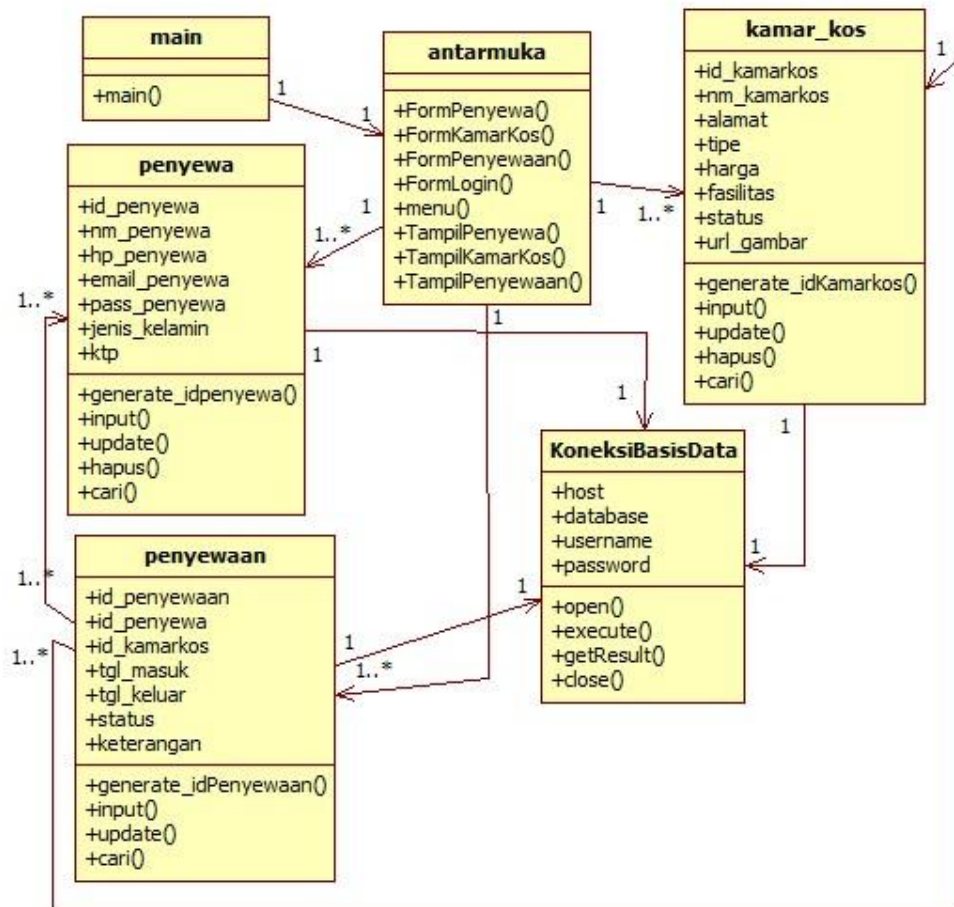 main
+main()
1
1
antarmuka
+FormPenyewa()
+FormKamarKos()
+FormPenyewaan()
+FormLogin()
+menu()
+TampilPenyewa()
+TampilKamarKos()
+TampilPenyewaan()
1
1..*
1
1..*
1
1..*
kamar_kos
+id_kamarkos
+nm_kamarkos
+alamat
+tipe
+harga
+fasilitas
+status
+url_gambar
+generate_idKamarkos()
+input()
+update()
+hapus()
+cari()
1
1
1
penyewa
+id_penyewa
+nm_penyewa
+hp_penyewa
+email_penyewa
+pass_penyewa
+jenis_kelamin
+ktp
+generate_idpenyewa()
+input()
+update()
+hapus()
+cari()
1..*
1
1
KoneksiBasisData
+host
+database
+username
+password
+open()
+execute()
+getResult()
+close()
penyewaan
+id_penyewaan
+id_penyewa
+id_kamarkos
+tgl_masuk
+tgl_keluar
+status
+keterangan
+generate_idPenyewaan()
+input()
+update()
+cari()
1..*
1..*
1
1